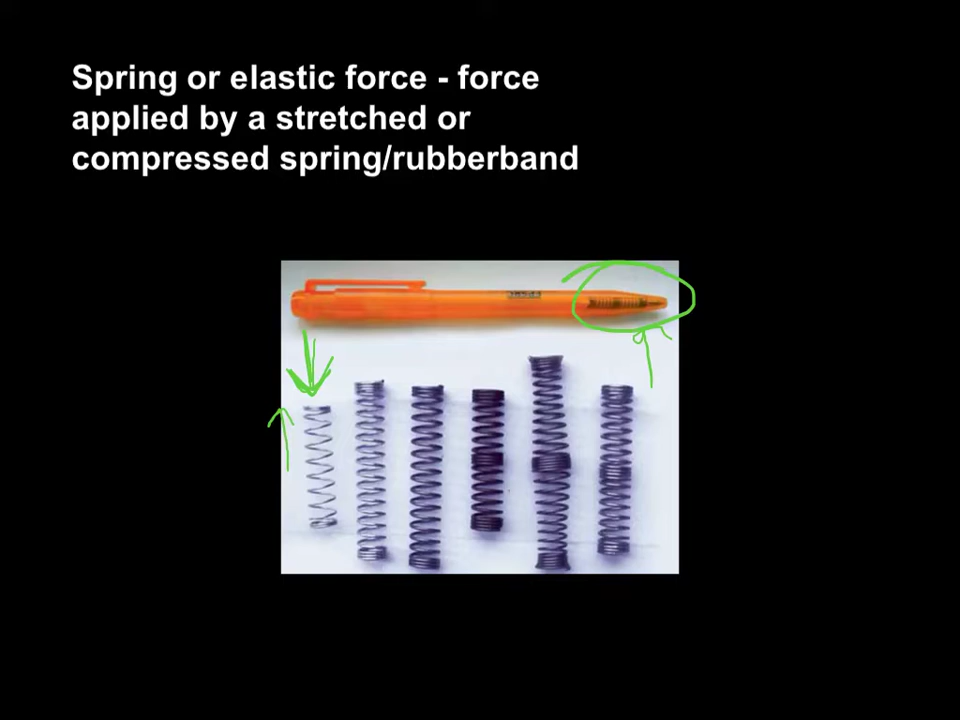 Spring or elastic force - force
applied by a stretched or
compressed spring/rubberband